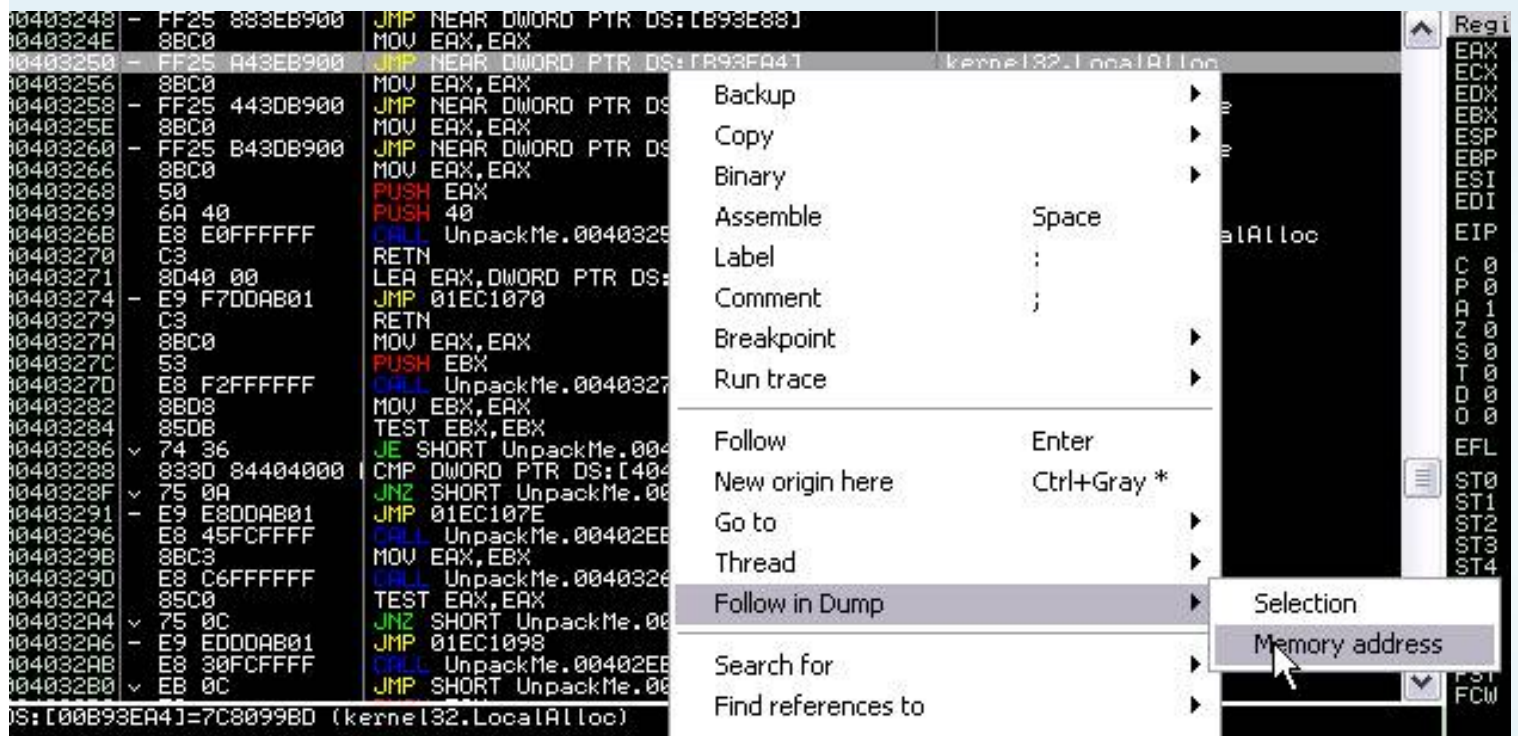 00403248 - FF25 883EB900 JMP NEAR DWORD PTR DS:[B93E88]
0040324E 8BC0 MOV EAX,EAX
00403250 - FF25 A43EB900 JMP NEAR DWORD PTR DS:[B93EA4] kernel32.LocalAlloc
00403256 8BC0 MOV EAX,EAX
00403258 - FF25 443DB900 JMP NEAR DWORD PTR DS
0040325E 8BC0 MOV EAX,EAX
00403260 - FF25 B43DB900 JMP NEAR DWORD PTR DS
00403266 8BC0 MOV EAX,EAX
00403268 50 PUSH EAX
00403269 6A 40 PUSH 40
0040326B E8 E0FFFFFF CALL UnpackMe.0040325 alAlloc
00403270 C3 RETN
00403271 8D40 00 LEA EAX,DWORD PTR DS:
00403274 - E9 F7DDAB01 JMP 01EC1070
00403279 C3 RETN
0040327A 8BC0 MOV EAX,EAX
0040327C 53 PUSH EBX
0040327D E8 F2FFFFFF CALL UnpackMe.0040327
00403282 8BD8 MOV EBX,EAX
00403284 85DB TEST EBX,EBX
00403286 74 36 JE SHORT UnpackMe.004
00403288 833D 84404000 CMP DWORD PTR DS:[404
0040328F 75 0A JNZ SHORT UnpackMe.00
00403291 - E9 E8DDAB01 JMP 01EC107E
00403296 E8 45FCFFFF CALL UnpackMe.00402EE
0040329B 8BC3 MOV EAX,EBX
0040329D E8 C6FFFFFF CALL UnpackMe.0040326
004032A2 85C0 TEST EAX,EAX
004032A4 75 0C JNZ SHORT UnpackMe.00
004032A6 - E9 EDDDAB01 JMP 01EC1098
004032AB E8 30FCFFFF CALL UnpackMe.00402EE
004032B0 EB 0C JMP SHORT UnpackMe.00
DS:[00B93EA4]=7C8099BD (kernel32.LocalAlloc)
Backup
Copy
Binary
Assemble Space
Label :
Comment ;
Breakpoint
Run trace
Follow Enter
New origin here Ctrl+Gray *
Go to
Thread
Follow in Dump
Search for
Find references to
Selection
Memory address
Regi
EAX
ECX
EDX
EBX
ESP
EBP
ESI
EDI
EIP
C 0
P 0
A 1
Z 0
S 0
T 0
D 0
O 0
EFL
ST0
ST1
ST2
ST3
ST4
FST
FCW